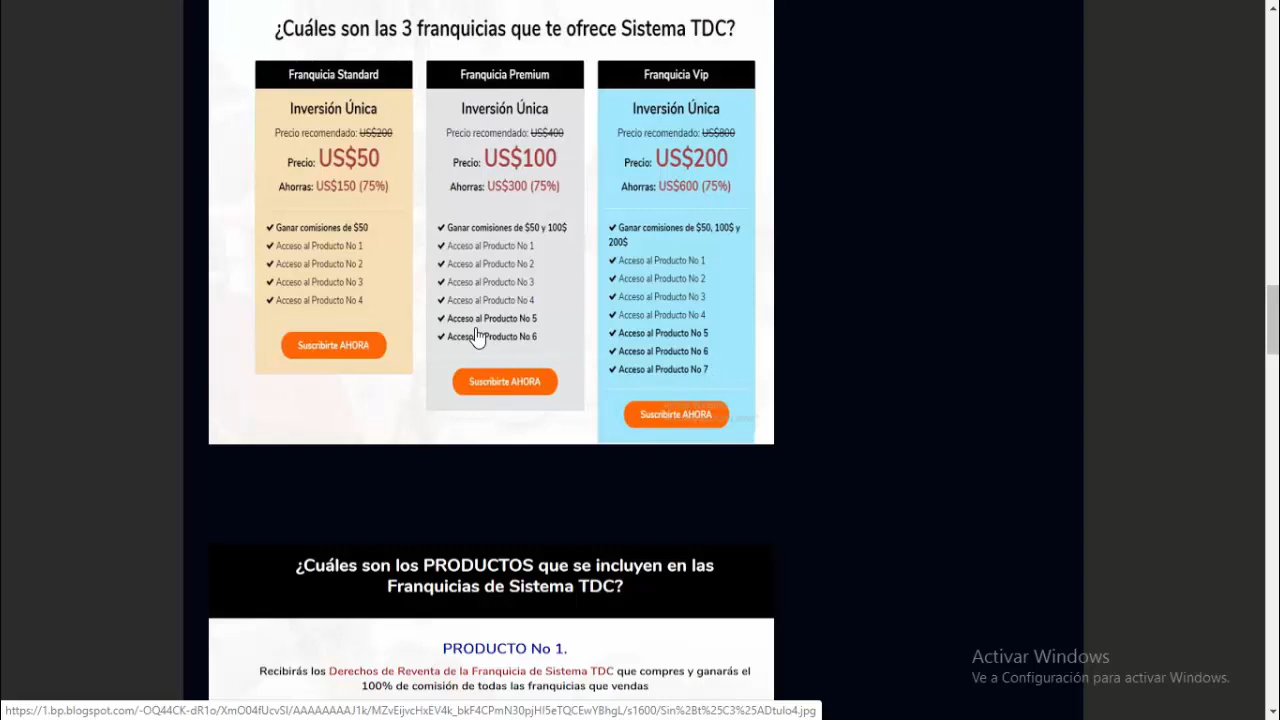 ¿Cuáles son las 3 franquicias que te ofrece Sistema TDC?
Franquicia Standard
Inversión Única
Precio recomendado: US$200
Precio: US$50
Ahorras: US$150 (75%)
✔ Ganar comisiones de $50
✔ Acceso al Producto No 1
✔ Acceso al Producto No 2
✔ Acceso al Producto No 3
✔ Acceso al Producto No 4
Suscribirte AHORA
Franquicia Premium
Inversión Única
Precio recomendado: US$400
Precio: US$100
Ahorras: US$300 (75%)
✔ Ganar comisiones de $50 y 100$
✔ Acceso al Producto No 1
✔ Acceso al Producto No 2
✔ Acceso al Producto No 3
✔ Acceso al Producto No 4
✔ Acceso al Producto No 5
✔ Acceso Producto No 6
Suscribirte AHORA
Franquicia Vip
Inversión Única
Precio recomendado: US$800
Precio: US$200
Ahorras: US$600 (75%)
✔ Ganar comisiones de $50, 100$ y
200$
✔ Acceso al Producto No 1
✔ Acceso al Producto No 2
✔ Acceso al Producto No 3
✔ Acceso al Producto No 4
✔ Acceso al Producto No 5
✔ Acceso al Producto No 6
✔ Acceso al Producto No 7
Suscribirte AHORA
¿Cuáles son los PRODUCTOS que se incluyen en las
Franquicias de Sistema TDC?
PRODUCTO No 1.
Recibirás los Derechos de Reventa de la Franquicia de Sistema TDC que compres y ganarás el
100% de comisión de todas las franquicias que vendas
Activar Windows
Ve a Configuración para activar Windows.
https://1.bp.blogspot.com/-OQ44CK-dR1o/XmO04fUcvSI/AAAAAAAAJ1k/MZvEijvcHxEV4k_bkF4CPmN30pjHI5eTQCEwYBhgL/s1600/Sin%2Bt%25C3%25ADtulo4.jpg